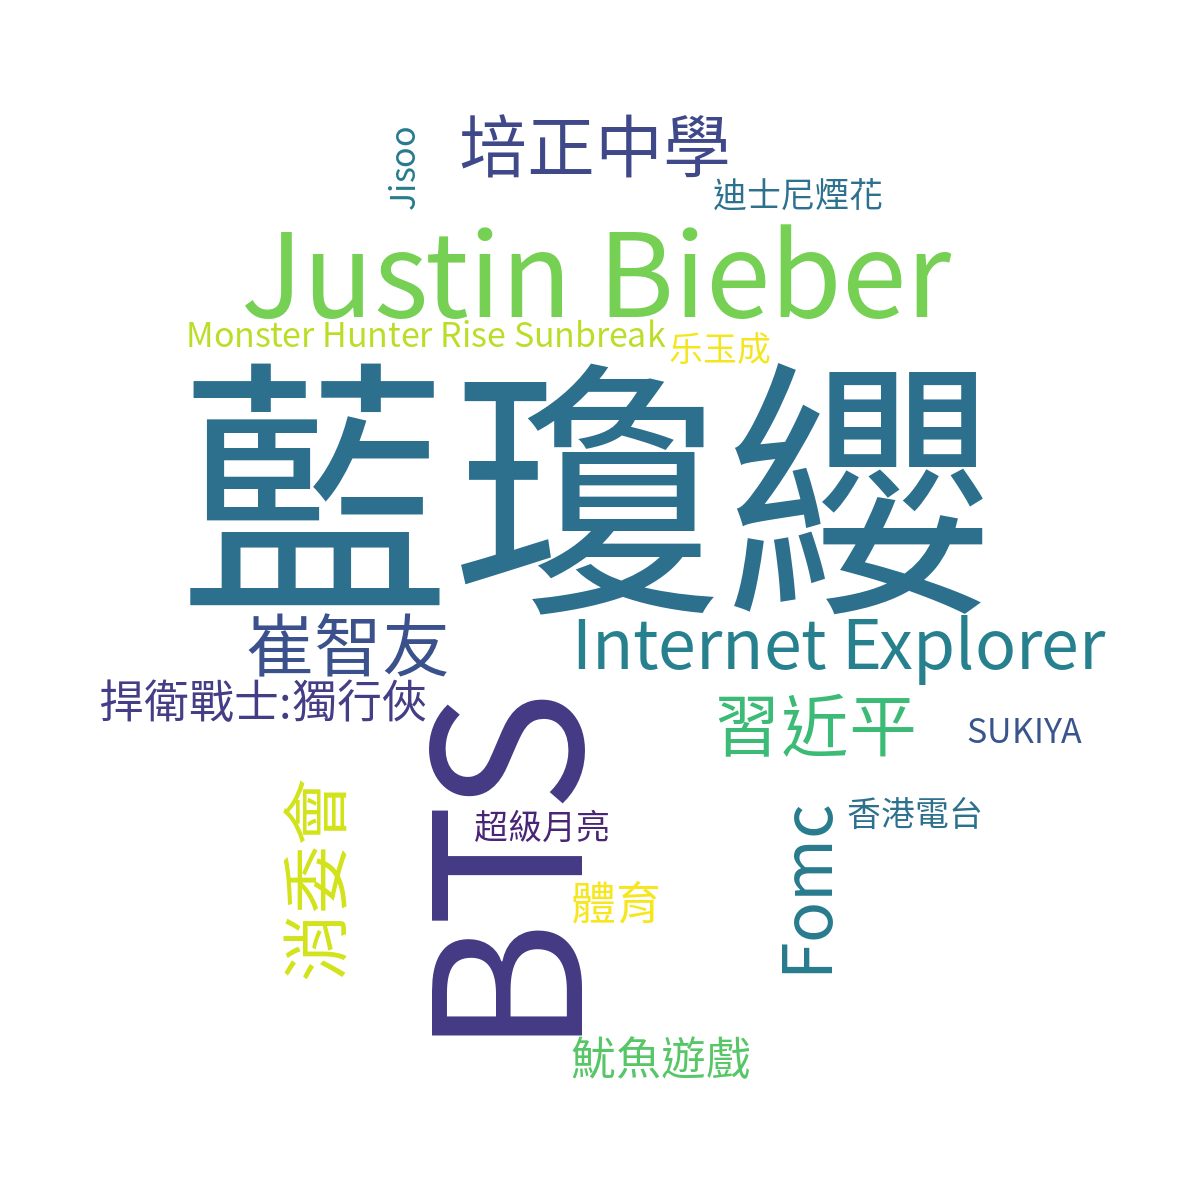 Jisoo
培正中學
迪士尼煙花
Justin Bieber
Monster Hunter Rise Sunbreak
乐玉成
藍瓊纓
崔智友
Internet Explorer
捍衛戰士:獨行俠
習近平
SUKIYA
BTS
消委會
超級月亮
香港電台
Fomc
體育
魷魚遊戲